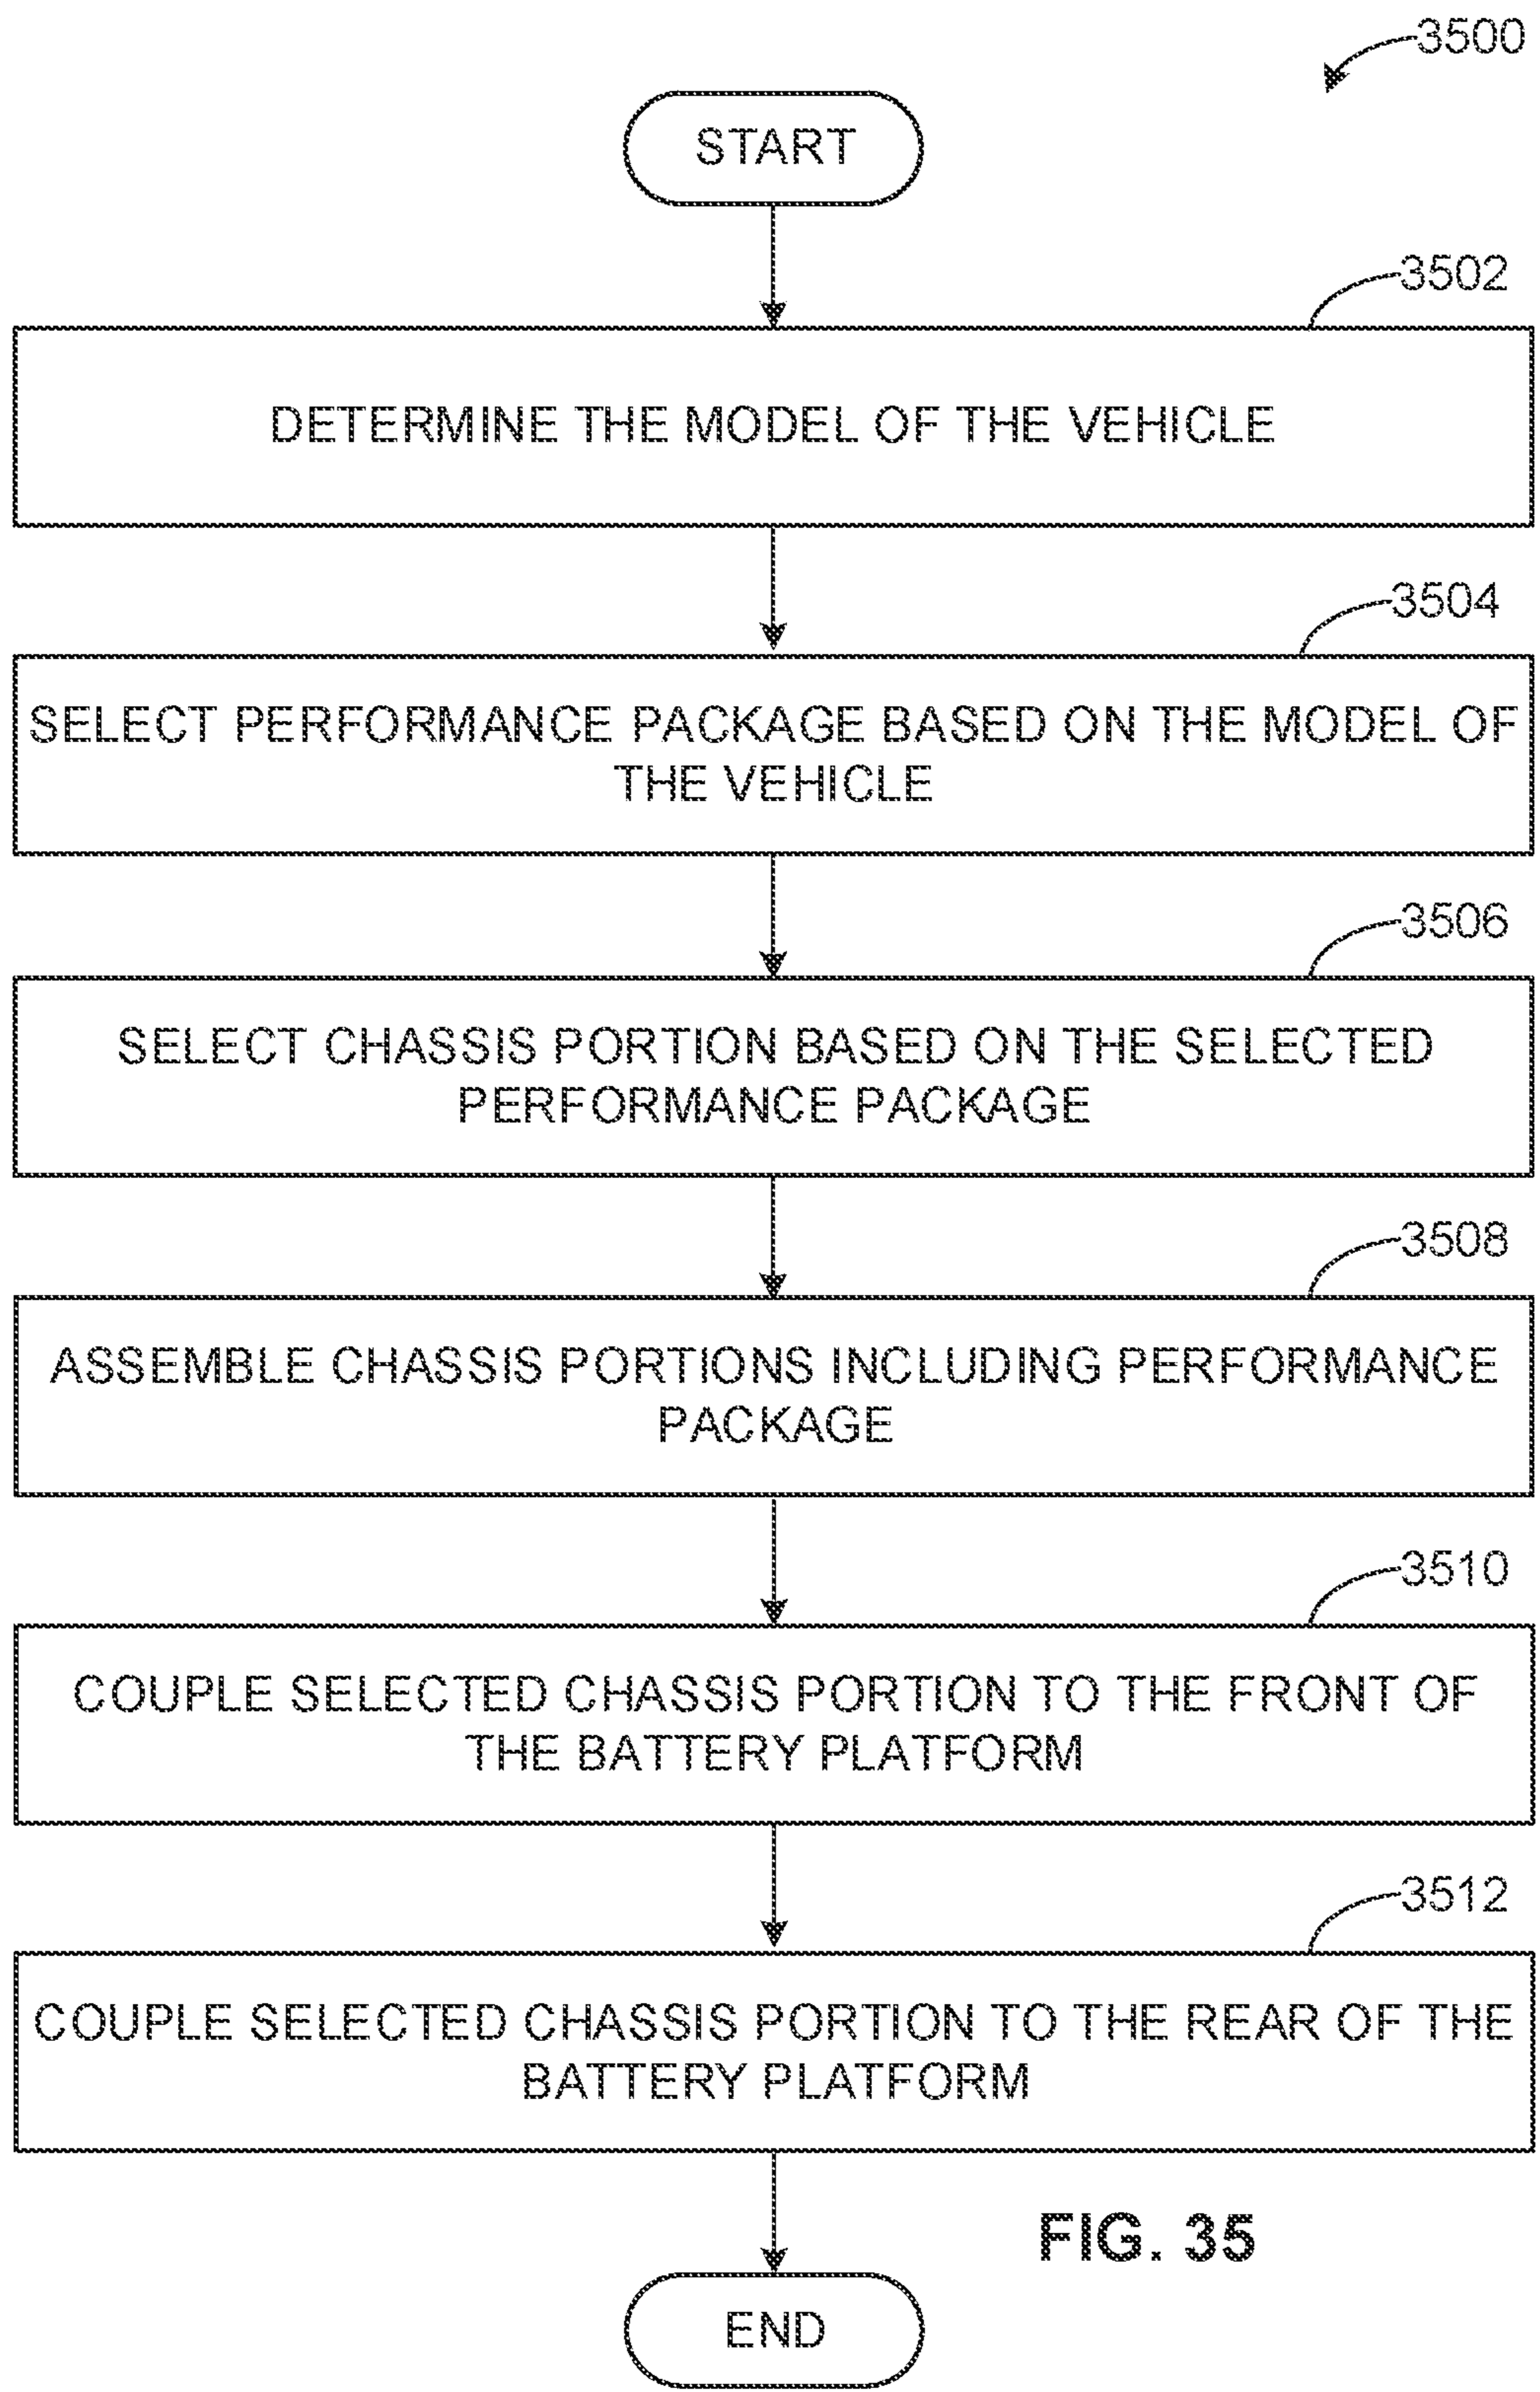 3500
START
3502
DETERMINE THE MODEL OF THE VEHICLE
3504
SELECT PERFORMANCE PACKAGE BASED ON THE MODEL OF
THE VEHICLE
3506
SELECT CHASSIS PORTION BASED ON THE SELECTED
PERFORMANCE PACKAGE
3508
ASSEMBLE CHASSIS PORTIONS INCLUDING PERFORMANCE
PACKAGE
3510
COUPLE SELECTED CHASSIS PORTION TO THE FRONT OF
THE BATTERY PLATFORM
3512
COUPLE SELECTED CHASSIS PORTION TO THE REAR OF THE
BATTERY PLATFORM
FIG. 35
END